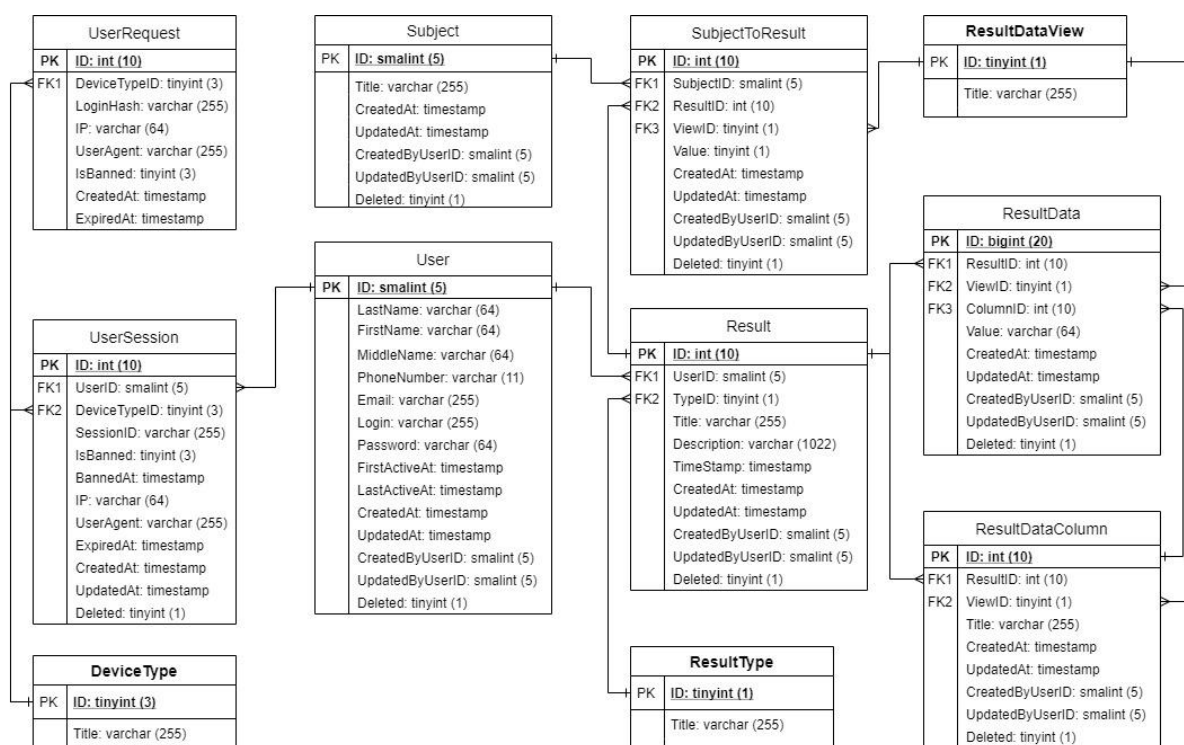 UserRequest
PK ID: int (10)
FK1 DeviceTypeID: tinyint (3)
LoginHash: varchar (255)
IP: varchar (64)
UserAgent: varchar (255)
IsBanned: tinyint (3)
CreatedAt: timestamp
ExpiredAt: timestamp
Subject
PK ID: smalint (5)
Title: varchar (255)
CreatedAt: timestamp
UpdatedAt: timestamp
CreatedByUserID: smalint (5)
UpdatedByUserID: smalint (5)
Deleted: tinyint (1)
SubjectToResult
PK ID: int (10)
FK1 SubjectID: smalint (5)
FK2 ResultID: int (10)
FK3 ViewID: tinyint (1)
Value: tinyint (1)
CreatedAt: timestamp
UpdatedAt: timestamp
CreatedByUserID: smalint (5)
UpdatedByUserID: smalint (5)
Deleted: tinyint (1)
ResultDataView
PK ID: tinyint (1)
Title: varchar (255)
UserSession
PK ID: int (10)
FK1 UserID: smalint (5)
FK2 DeviceTypeID: tinyint (3)
SessionID: varchar (255)
IsBanned: tinyint (3)
BannedAt: timestamp
IP: varchar (64)
UserAgent: varchar (255)
ExpiredAt: timestamp
CreatedAt: timestamp
UpdatedAt: timestamp
Deleted: tinyint (1)
User
PK ID: smalint (5)
LastName: varchar (64)
FirstName: varchar (64)
MiddleName: varchar (64)
PhoneNumber: varchar (11)
Email: varchar (255)
Login: varchar (255)
Password: varchar (64)
FirstActiveAt: timestamp
LastActiveAt: timestamp
CreatedAt: timestamp
UpdatedAt: timestamp
CreatedByUserID: smalint (5)
UpdatedByUserID: smalint (5)
Deleted: tinyint (1)
Result
PK ID: int (10)
FK1 UserID: smalint (5)
FK2 TypeID: tinyint (1)
Title: varchar (255)
Description: varchar (1022)
TimeStamp: timestamp
CreatedAt: timestamp
UpdatedAt: timestamp
CreatedByUserID: smalint (5)
UpdatedByUserID: smalint (5)
Deleted: tinyint (1)
ResultData
PK ID: bigint (20)
FK1 ResultID: int (10)
FK2 ViewID: tinyint (1)
FK3 ColumnID: int (10)
Value: varchar (64)
CreatedAt: timestamp
UpdatedAt: timestamp
CreatedByUserID: smalint (5)
UpdatedByUserID: smalint (5)
Deleted: tinyint (1)
DeviceType
PK ID: tinyint (3)
Title: varchar (255)
ResultType
PK ID: tinyint (1)
Title: varchar (255)
ResultDataColumn
PK ID: int (10)
FK1 ResultID: int (10)
FK2 ViewID: tinyint (1)
Title: varchar (255)
CreatedAt: timestamp
UpdatedAt: timestamp
CreatedByUserID: smalint (5)
UpdatedByUserID: smalint (5)
Deleted: tinyint (1)